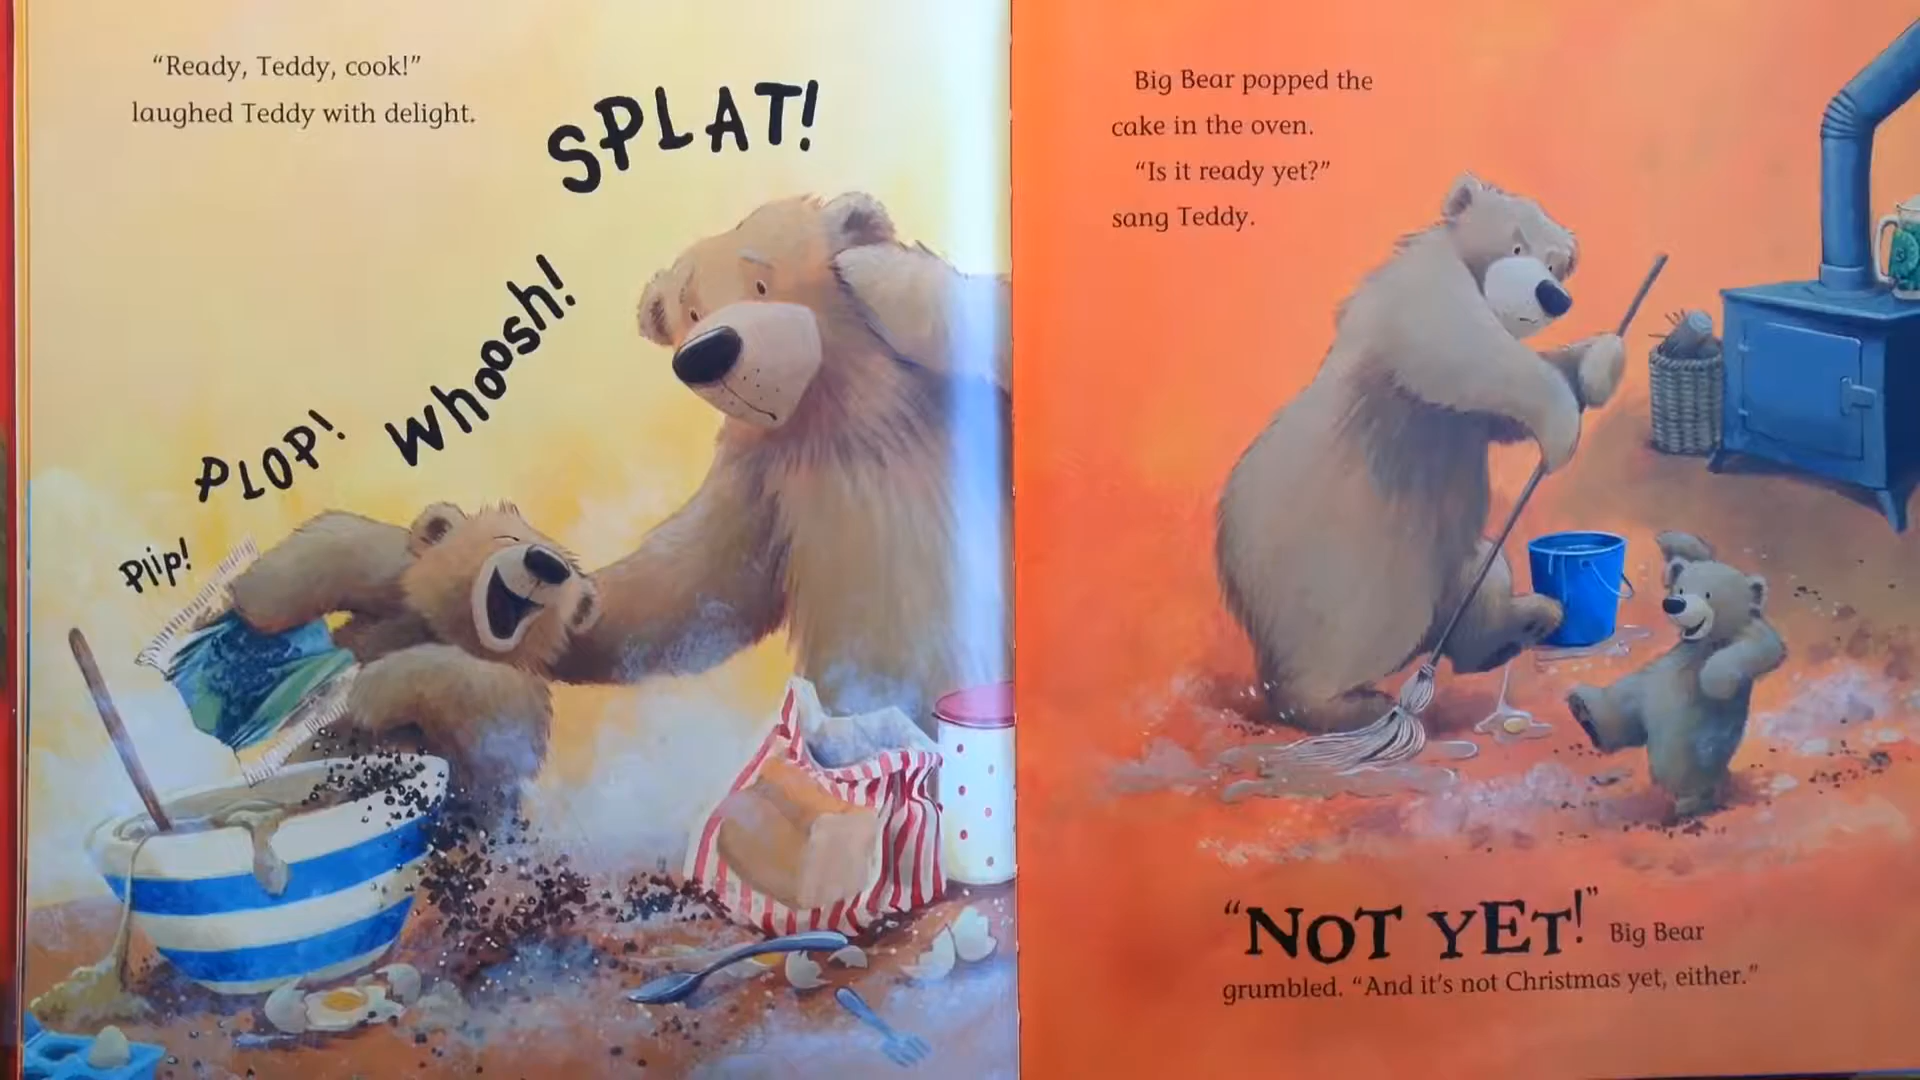 “Ready, Teddy, cook!”
laughed Teddy with delight.
Plip!
PLOP!
Whoosh!
SPLAT!
Big Bear popped the
cake in the oven.
“Is it ready yet?”
sang Teddy.
“NOT YET!” Big Bear
grumbled. “And it’s not Christmas yet, either.”